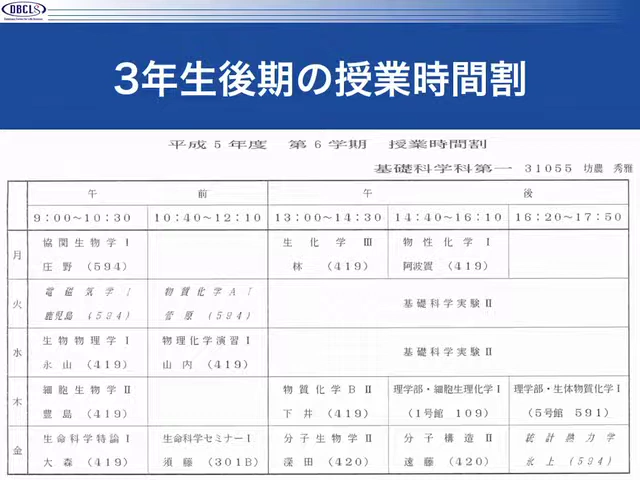 DBCLS
3年生後期の授業時間割
平成5年度 第6学期 授業時間割
基礎科学科第一 31055 坊農 秀雅
午 前 午 後
9:00~10:30 10:40~12:10 13:00~14:30 14:40~16:10 16:20~17:50
月
協関生物学Ⅰ 生化学Ⅲ 物性化学Ⅰ
庄野(594) 林(419) 阿波賀(419)
火
電磁気学Ⅰ 物質化学AⅠ 基礎科学実験Ⅱ
鹿児島(594) 菅原(594)
水
生物物理学Ⅰ 物理化学演習Ⅰ 基礎科学実験Ⅱ
永山(419) 山内(419)
木
細胞生物学Ⅱ 物質化学BⅡ 理学部・細胞生理化学Ⅰ 理学部・生体物質化学Ⅰ
豊島(419) 下井(419) (1号館 109) (5号館 591)
金
生命科学特論Ⅰ 生命科学セミナーⅠ 分子生物学Ⅱ 分子構造Ⅱ 統計熱力学
大森(419) 須藤(301B) 深田(420) 遠藤(420) 氷上(594)